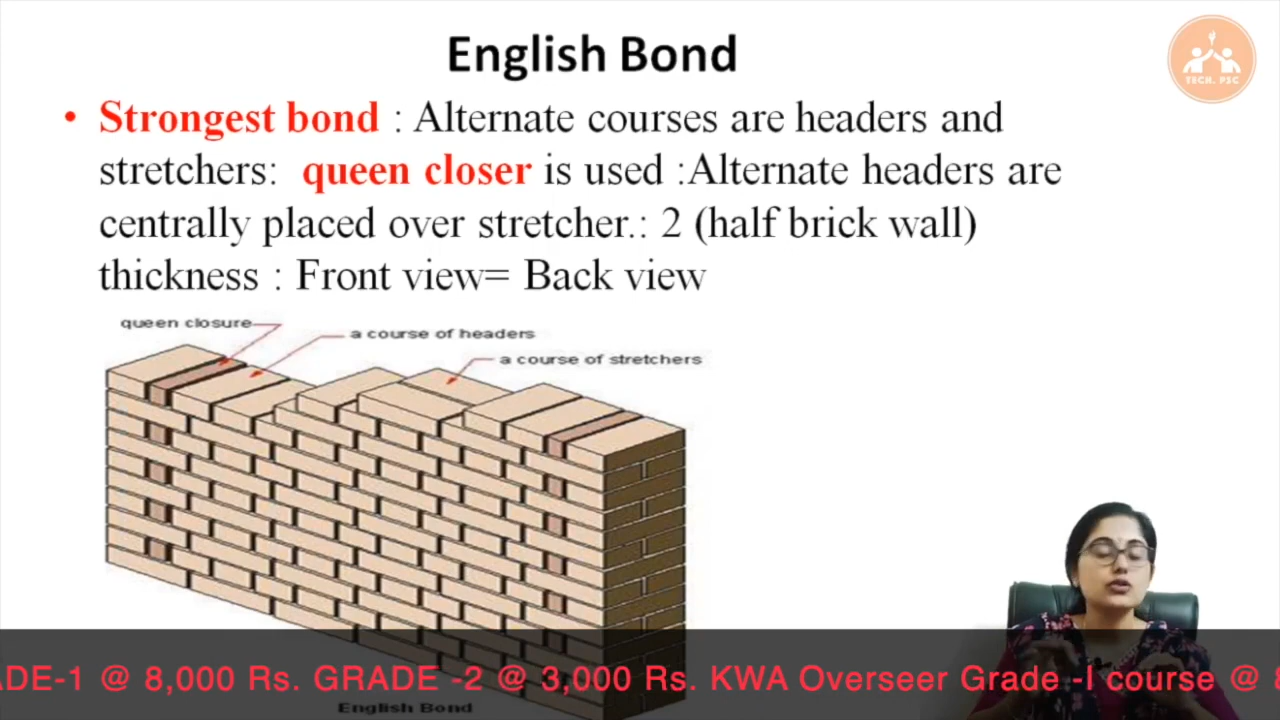 English Bond
TECH. PSC
• Strongest bond : Alternate courses are headers and
stretchers: queen closer is used :Alternate headers are
centrally placed over stretcher.: 2 (half brick wall)
thickness : Front view= Back view
queen closure
a course of headers
a course of stretchers
ADE-1 @ 8,000 Rs. GRADE -2 @ 3,000 Rs. KWA Overseer Grade -I course @
English Bond